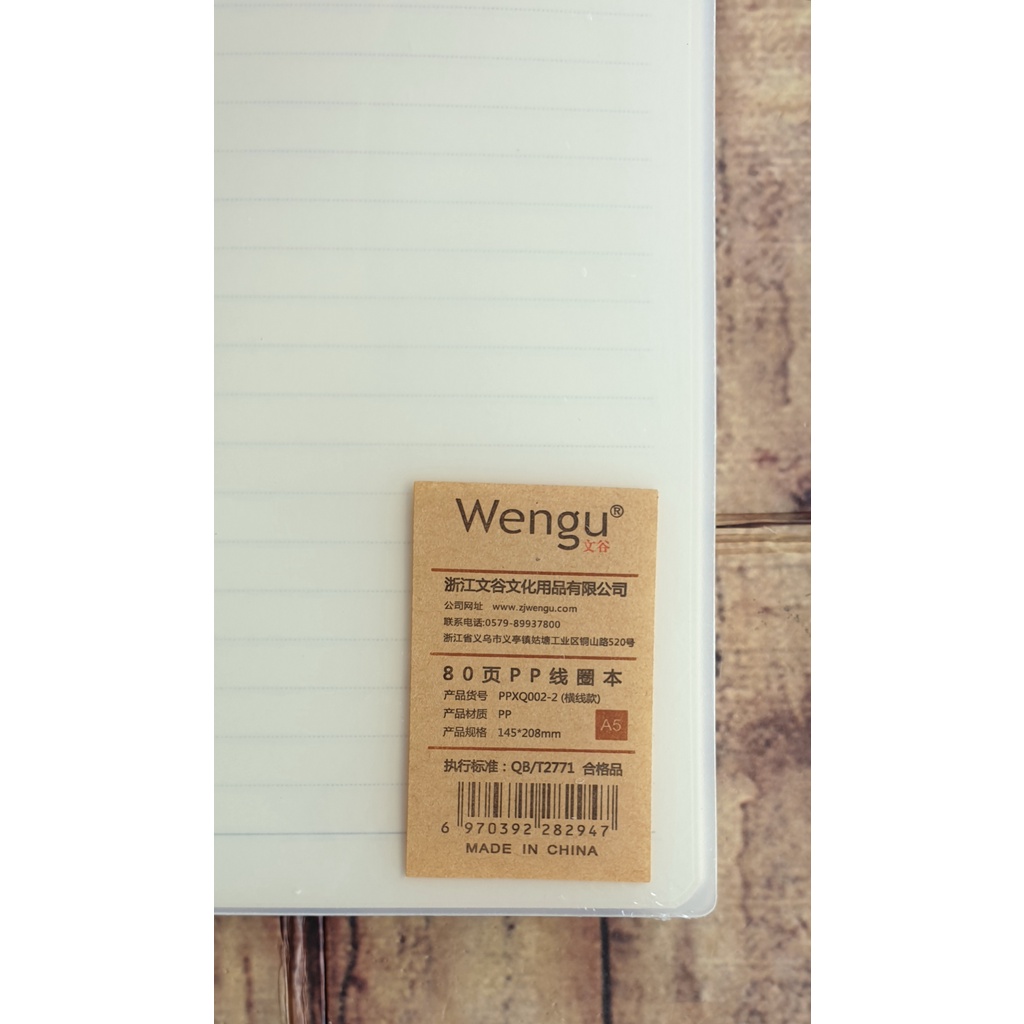 Wengu®
文谷
浙江文谷文化用品有限公司
公司网址 www.zjwengu.com
联系电话:0579-89937800
浙江省义乌市义亭镇姑塘工业区铜山路520号
80页PP线圈本
产品货号 PPXQ002-2 (横线款)
产品材质 PP
产品规格 145*208mm
A5
执行标准：QB/T2771 合格品
6 970392 282947
MADE IN CHINA